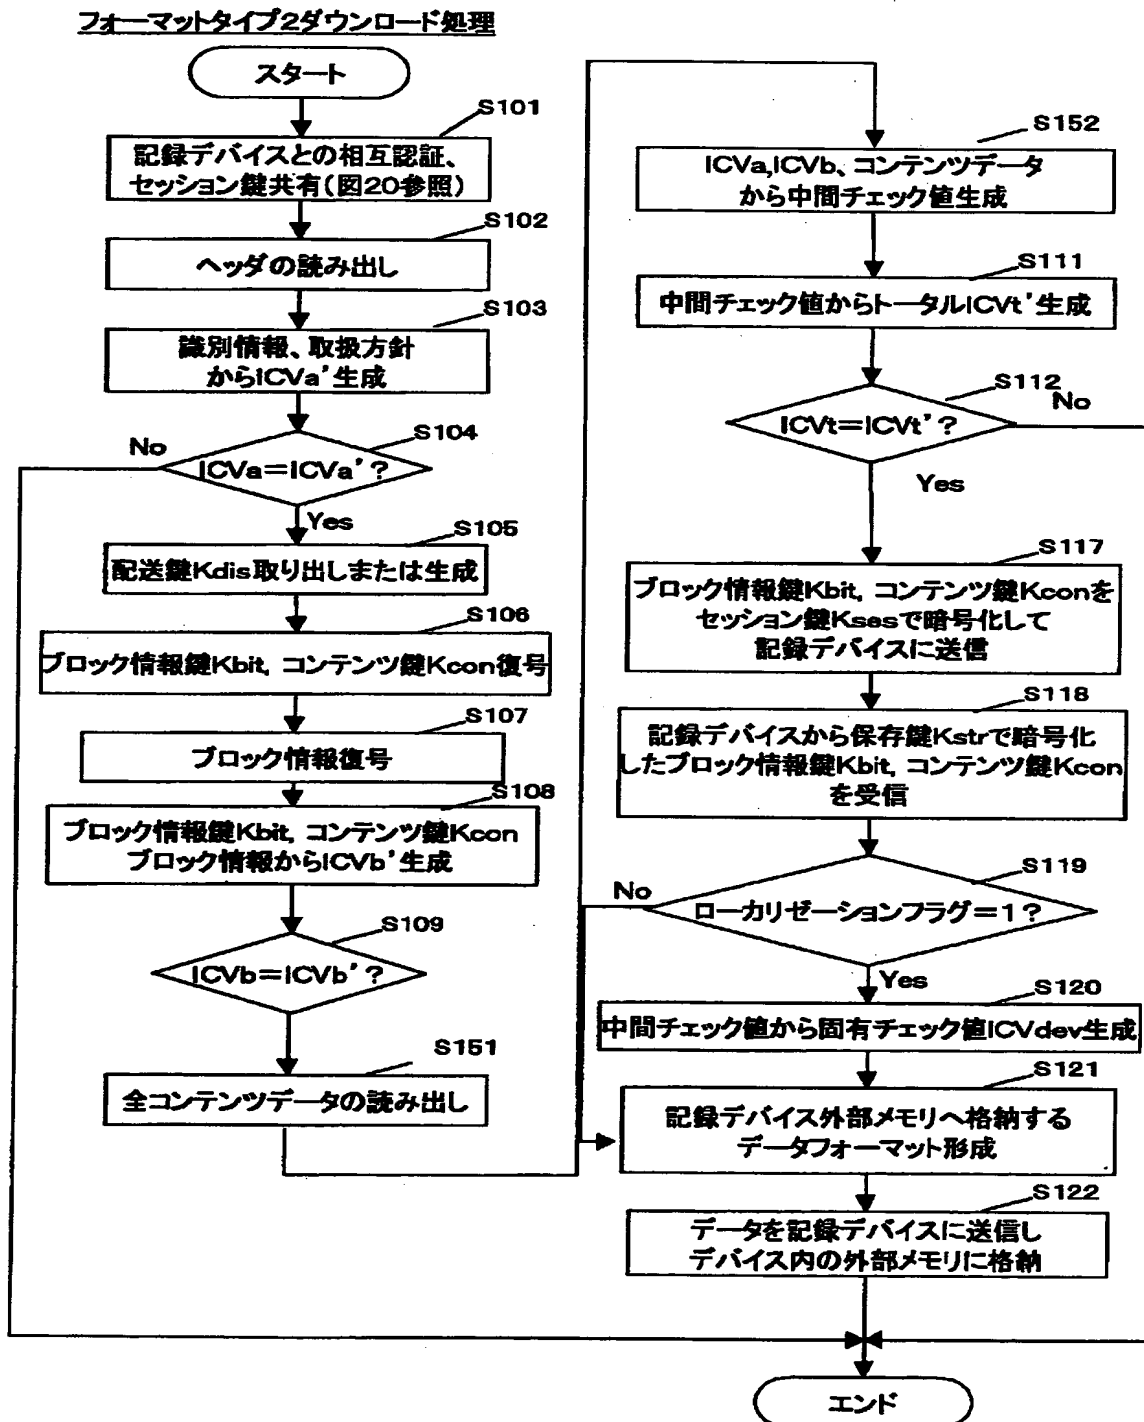 フォーマットタイプ2ダウンロード処理
スタート
S101
記録デバイスとの相互認証、
セッション鍵共有(図20参照)
S102
ヘッダの読み出し
S103
識別情報、取扱方針
からICVa'生成
S104
No
ICVa=ICVa'?
Yes
S105
配送鍵Kdis取り出しまたは生成
S106
ブロック情報鍵Kbit, コンテンツ鍵Kcon復号
S107
ブロック情報復号
S108
ブロック情報鍵Kbit, コンテンツ鍵Kcon
ブロック情報からICVb'生成
S109
ICVb=ICVb'?
S151
全コンテンツデータの読み出し
S152
ICVa,ICVb、コンテンツデータ
から中間チェック値生成
S111
中間チェック値からトータルICVt'生成
S112
No
ICVt=ICVt'?
Yes
S117
ブロック情報鍵Kbit, コンテンツ鍵Kconを
セッション鍵Ksesで暗号化して
記録デバイスに送信
S118
記録デバイスから保存鍵Kstrで暗号化
したブロック情報鍵Kbit, コンテンツ鍵Kcon
を受信
S119
No
ローカリゼーションフラグ=1?
Yes
S120
中間チェック値から固有チェック値ICVdev生成
S121
記録デバイス外部メモリへ格納する
データフォーマット形成
S122
データを記録デバイスに送信し
デバイス内の外部メモリに格納
エンド